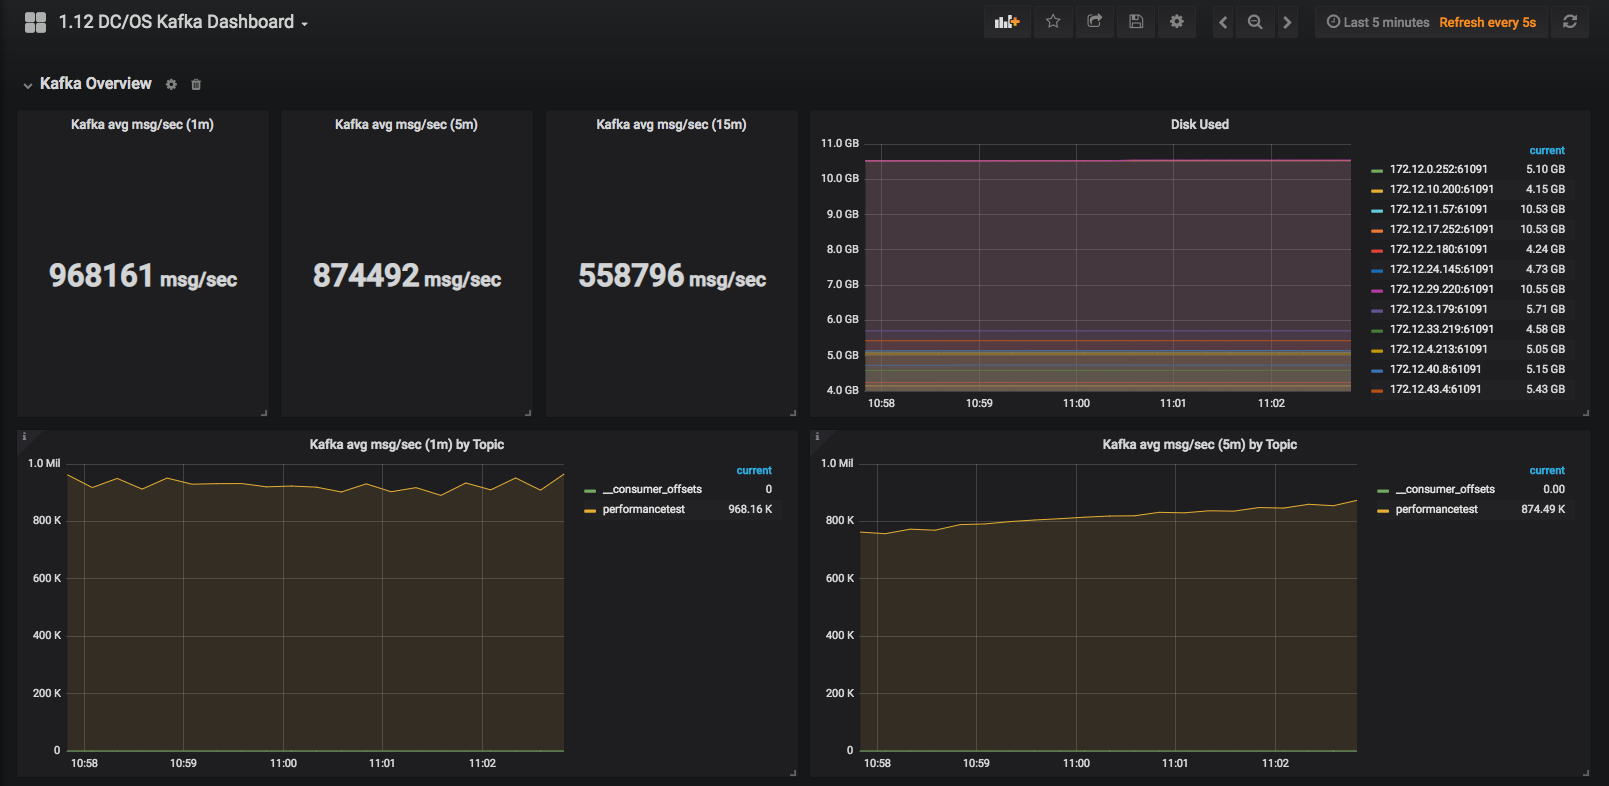 1.12 DC/OS Kafka Dashboard
Last 5 minutes Refresh every 5s
Kafka Overview
Kafka avg msg/sec (1m)
968161 msg/sec
Kafka avg msg/sec (5m)
874492 msg/sec
Kafka avg msg/sec (15m)
558796 msg/sec
Disk Used
11.0 GB
10.0 GB
9.0 GB
8.0 GB
7.0 GB
6.0 GB
5.0 GB
4.0 GB
10:58 10:59 11:00 11:01 11:02
current
172.12.0.252:61091 5.10 GB
172.12.10.200:61091 4.15 GB
172.12.11.57:61091 10.53 GB
172.12.17.252:61091 10.53 GB
172.12.2.180:61091 4.24 GB
172.12.24.145:61091 4.73 GB
172.12.29.220:61091 10.55 GB
172.12.3.179:61091 5.71 GB
172.12.33.219:61091 4.58 GB
172.12.4.213:61091 5.05 GB
172.12.40.8:61091 5.15 GB
172.12.43.4:61091 5.43 GB
i
Kafka avg msg/sec (1m) by Topic
1.0 Mil
800 K
600 K
400 K
200 K
0
10:58 10:59 11:00 11:01 11:02
current
__consumer_offsets 0
performancetest 968.16 K
i
Kafka avg msg/sec (5m) by Topic
1.0 Mil
800 K
600 K
400 K
200 K
0
10:58 10:59 11:00 11:01 11:02
current
__consumer_offsets 0.00
performancetest 874.49 K